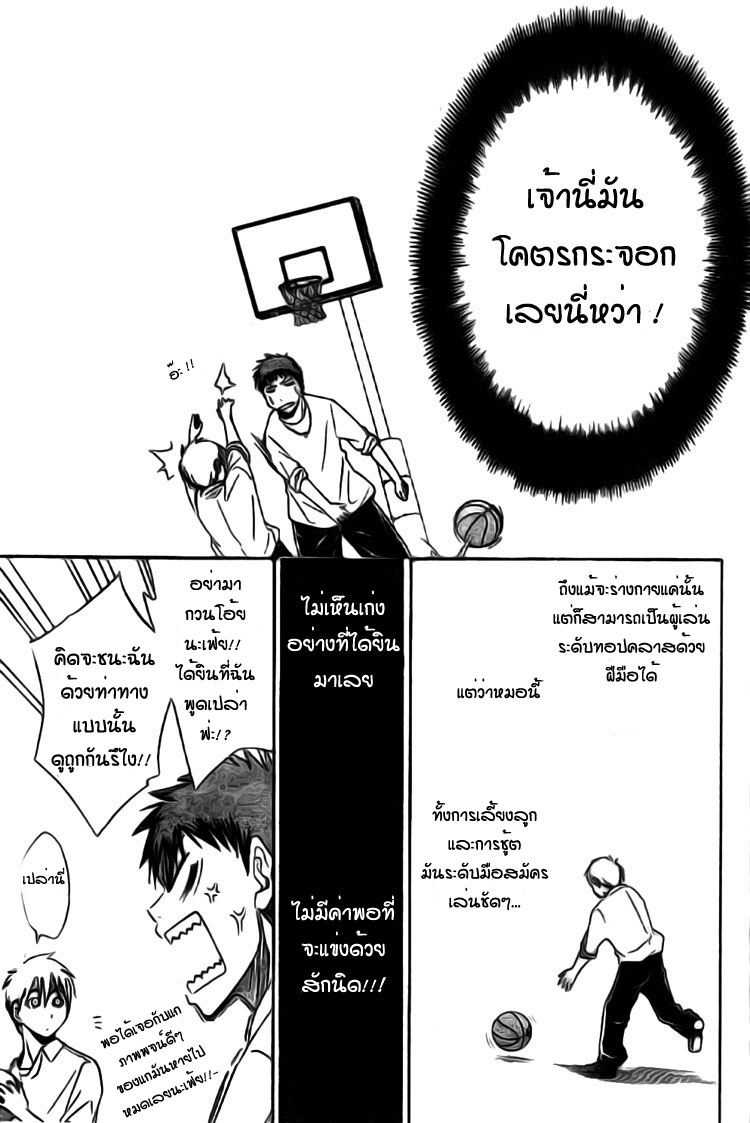 เจ้านี่มัน
โคตรกระจอก
เลยนี่หว่า !
อ๊ะ !!
ถึงแม้จะร่างกายแค่นั้น
แต่ก็สามารถเป็นผู้เล่น
ระดับทอปคลาสด้วย
ฝีมือได้
แต่ว่าหมอนี้
ทั้งการเลี้ยงลูก
และการชู้ต
มันระดับมือสมัคร
เล่นชัดๆ...
ไม่เห็นเก่ง
อย่างที่ได้ยิน
มาเลย
ไม่มีค่าพอที่
จะแข่งด้วย
สักนิด!!!
อย่ามา
กวนโอ้ย
นะเฟ้ย!!
ได้ยินที่ฉัน
พูดเปล่า
ฟะ!?
คิดจะชนะฉัน
ด้วยท่าทาง
แบบนั้น
ดูถูกกันรึไง!!
เปล่านี่
พอได้เจอกับแก
ภาพพจน์ดีๆ
ของแกมันหายไป
หมดเลยนะเฟ้ย!!-